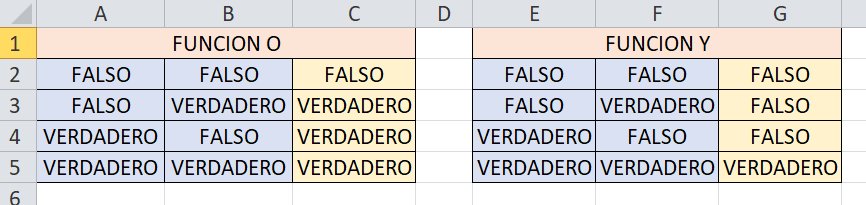 A B C D E F G
1 FUNCION O FUNCION Y
2 FALSO FALSO FALSO FALSO FALSO FALSO
3 FALSO VERDADERO VERDADERO FALSO VERDADERO FALSO
4 VERDADERO FALSO VERDADERO VERDADERO FALSO FALSO
5 VERDADERO VERDADERO VERDADERO VERDADERO VERDADERO VERDADERO
6